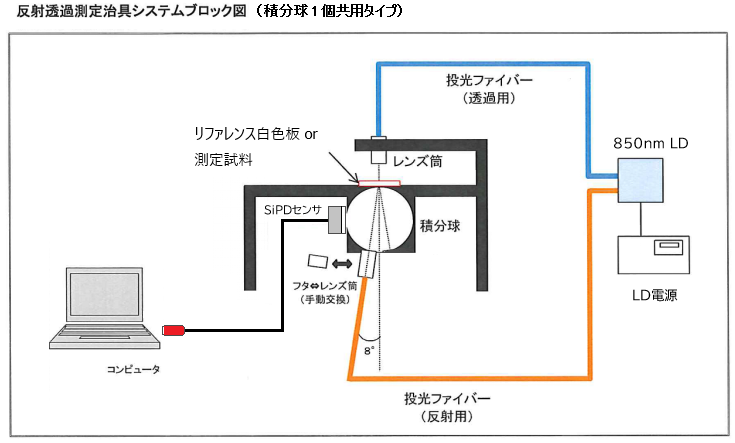 反射透過測定治具システムブロック図（積分球１個共用タイプ）
投光ファイバー
（透過用）
リファレンス白色板 or
測定試料
レンズ筒
850nm LD
SiPDセンサ
積分球
フタ⇔レンズ筒
（手動交換）
LD電源
8°
コンピュータ
投光ファイバー
（反射用）